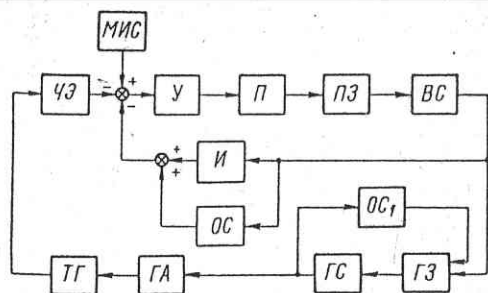 МИС
ЧЭ
У
П
ПЗ
ВС
И
ОС
ОС₁
ТГ
ГА
ГС
ГЗ
+
−
−
+
+